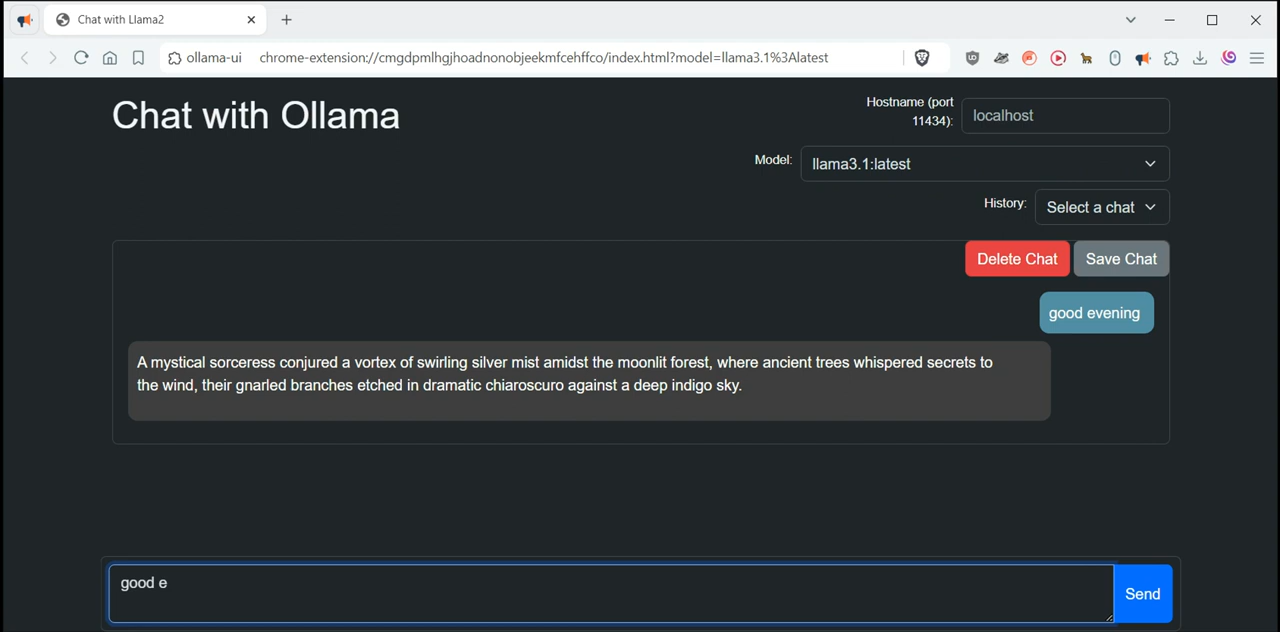 Chat with Llama2
ollama-ui chrome-extension://cmgdpmlhgjhoadnonobjeekmfcehffco/index.html?model=llama3.1%3Alatest
Chat with Ollama
Hostname (port
11434):
localhost
Model:
llama3.1:latest
History:
Select a chat
Delete Chat
Save Chat
good evening
A mystical sorceress conjured a vortex of swirling silver mist amidst the moonlit forest, where ancient trees whispered secrets to
the wind, their gnarled branches etched in dramatic chiaroscuro against a deep indigo sky.
good e
Send